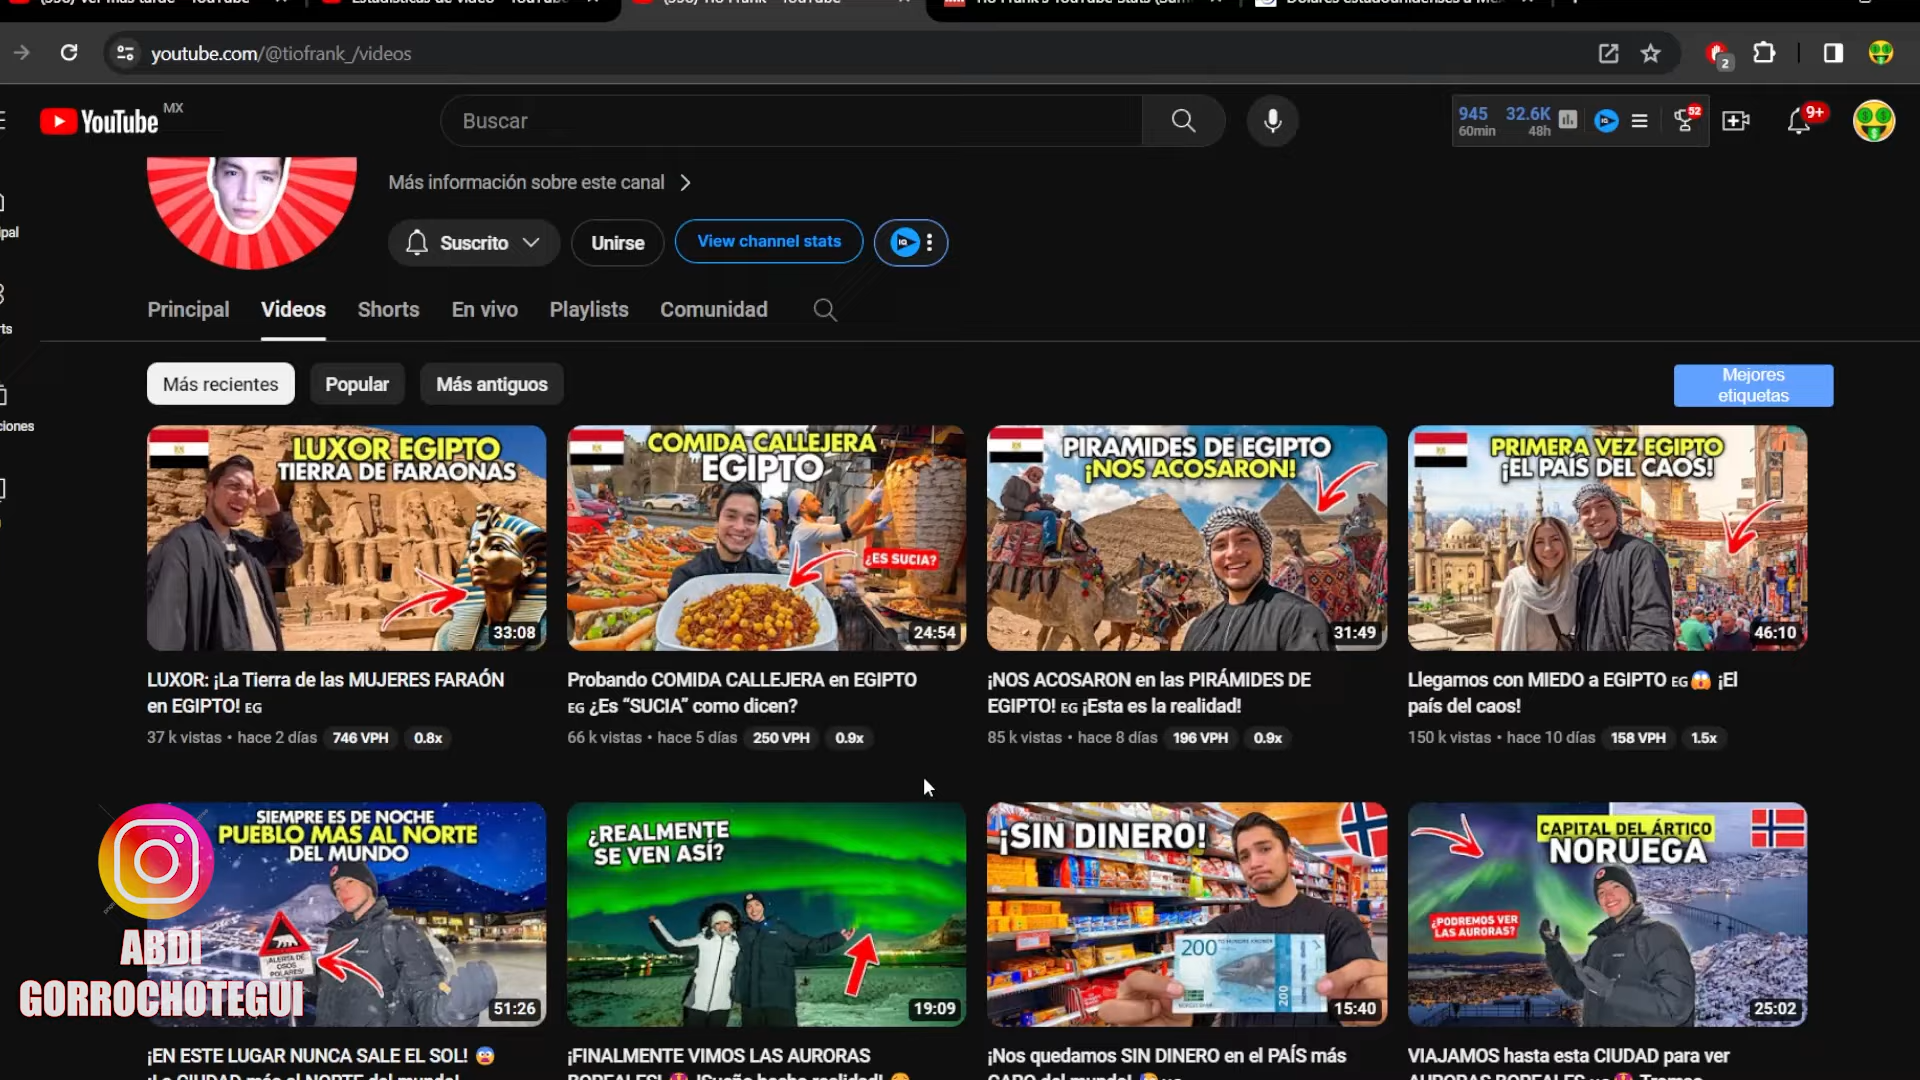 youtube.com/@tiofrank_/videos
2
YouTube MX
Buscar
945 60min
32.6K 48h
52
9+
Más información sobre este canal
Suscrito
Unirse
View channel stats
IQ
Principal
Videos
Shorts
En vivo
Playlists
Comunidad
Más recientes
Popular
Más antiguos
Mejores
etiquetas
LUXOR EGIPTO
TIERRA DE FARAONAS
33:08
COMIDA CALLEJERA
EGIPTO
¿ES SUCIA?
24:54
PIRAMIDES DE EGIPTO
¡NOS ACOSARON!
31:49
PRIMERA VEZ EGIPTO
¡EL PAÍS DEL CAOS!
46:10
LUXOR: ¡La Tierra de las MUJERES FARAÓN
en EGIPTO! EG
37 k vistas • hace 2 días 746 VPH 0.8x
Probando COMIDA CALLEJERA en EGIPTO
EG ¿Es “SUCIA” como dicen?
66 k vistas • hace 5 días 250 VPH 0.9x
¡NOS ACOSARON en las PIRÁMIDES DE
EGIPTO! EG ¡Esta es la realidad!
85 k vistas • hace 8 días 196 VPH 0.9x
Llegamos con MIEDO a EGIPTO EG😱 ¡El
país del caos!
150 k vistas • hace 10 días 158 VPH 1.5x
SIEMPRE ES DE NOCHE
PUEBLO MAS AL NORTE
DEL MUNDO
ALERTA DE
OSOS
POLARES!
51:26
¿REALMENTE
SE VEN ASÍ?
19:09
¡SIN DINERO!
200
200
15:40
CAPITAL DEL ÁRTICO
NORUEGA
¿PODREMOS VER
LAS AURORAS?
25:02
ABDI
GORROCHOTEGUI
¡EN ESTE LUGAR NUNCA SALE EL SOL! 😨
¡FINALMENTE VIMOS LAS AURORAS
¡Nos quedamos SIN DINERO en el PAÍS más
VIAJAMOS hasta esta CIUDAD para ver